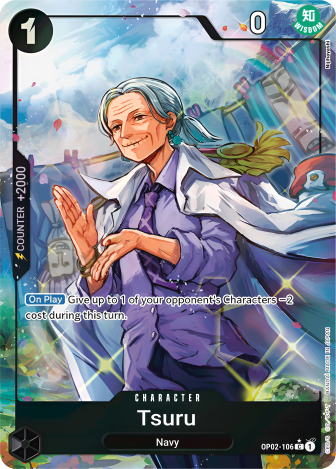 1
0
知
WISDOM
COUNTER +2000
On Play Give up to 1 of your opponent's Characters −2
cost during this turn.
CHARACTER
Tsuru
Navy
OP02-106 C 1